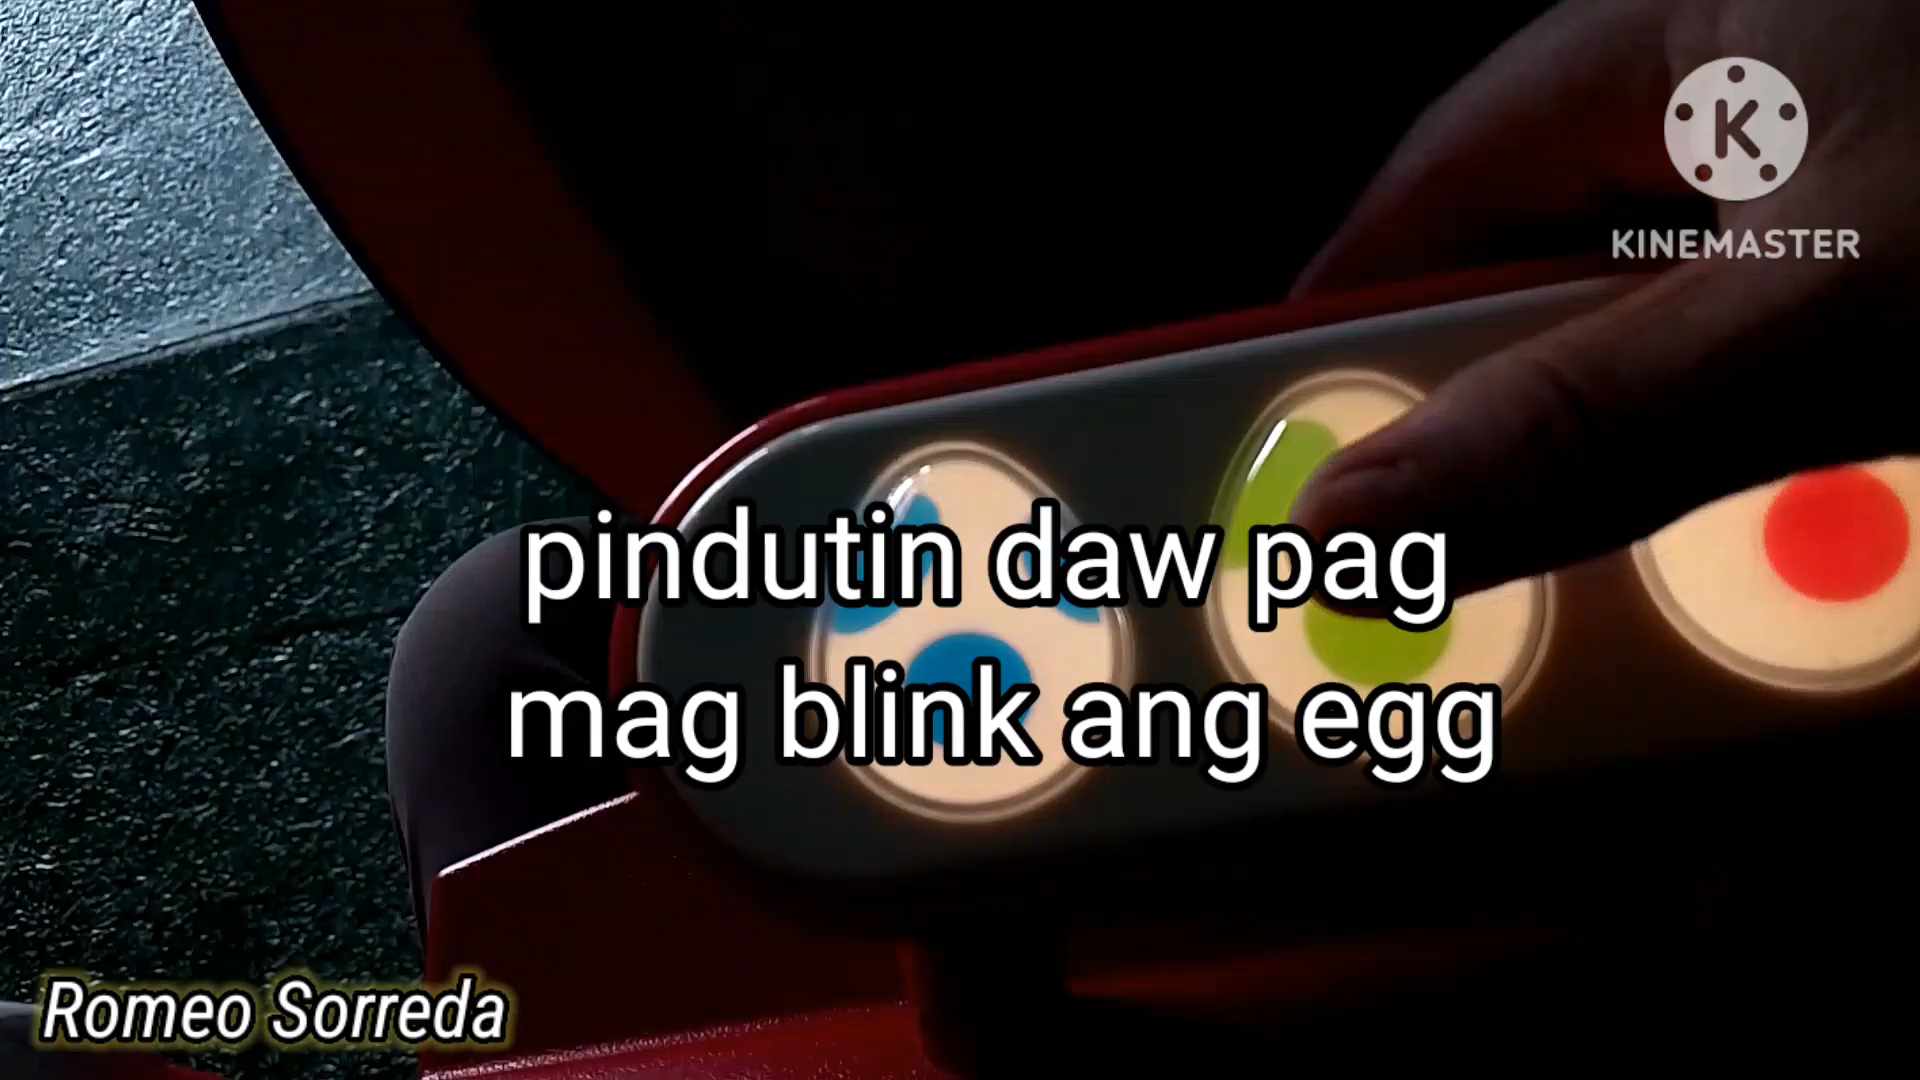 K
KINEMASTER
pindutin daw pag
mag blink ang egg
Romeo Sorreda